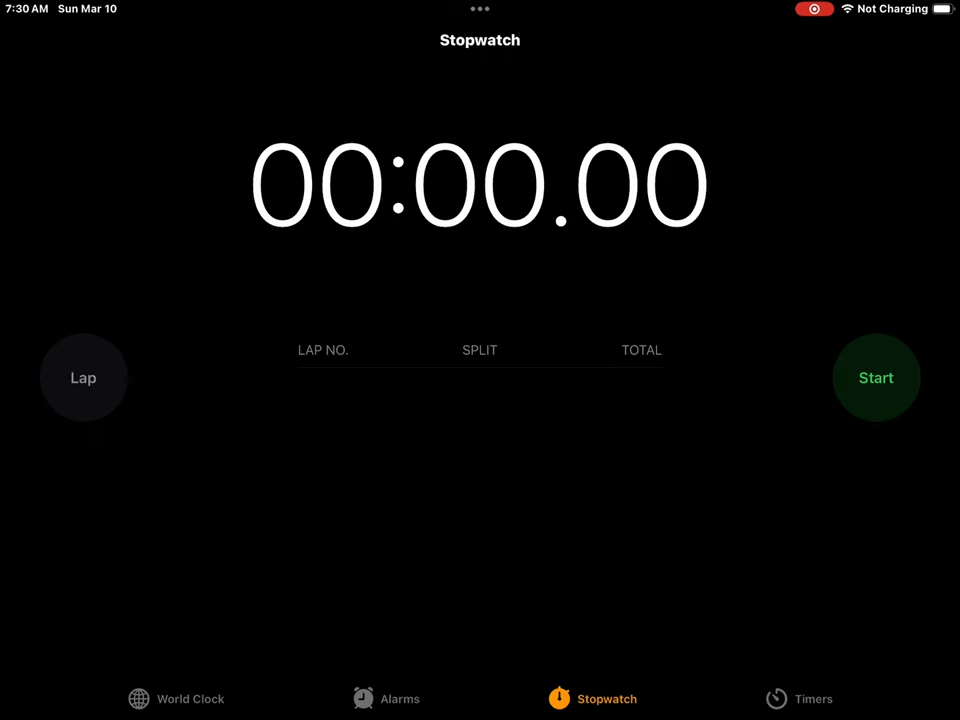 7:30 AM Sun Mar 10
Not Charging
Stopwatch
00:00.00
LAP NO. SPLIT TOTAL
Lap
Start
World Clock
Alarms
Stopwatch
Timers